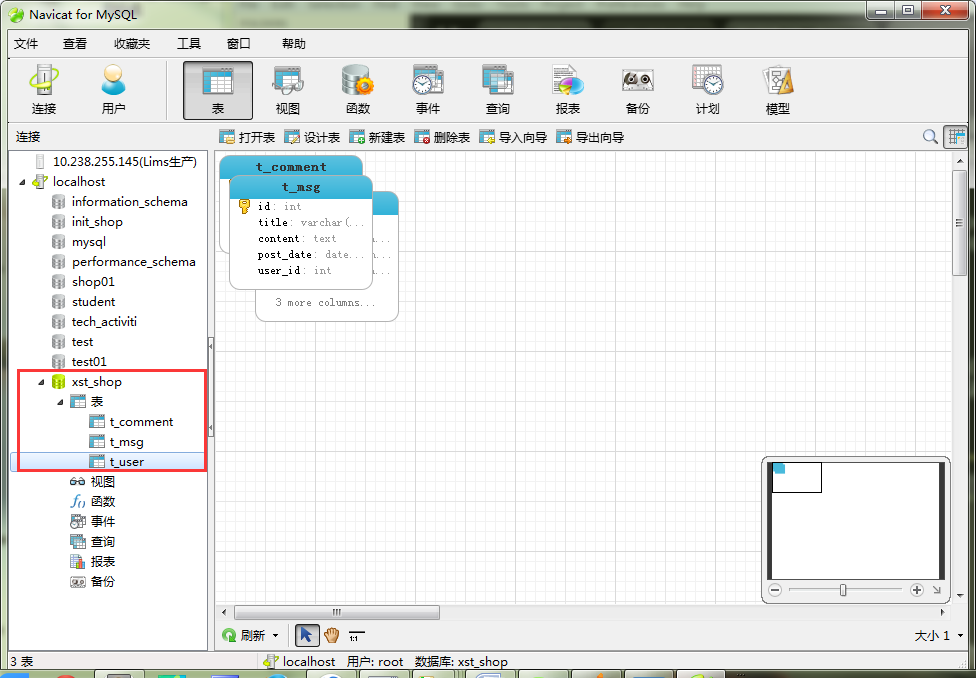 Navicat for MySQL
文件 查看 收藏夹 工具 窗口 帮助
连接 用户 表 视图 函数 事件 查询 报表 备份 计划 模型
连接 打开表 设计表 新建表 删除表 导入向导 导出向导
10.238.255.145(Lims生产)
localhost
information_schema
init_shop
mysql
performance_schema
shop01
student
tech_activiti
test
test01
xst_shop
表
t_comment
t_msg
t_user
视图
函数
事件
查询
报表
备份
t_comment
t_msg
id: int
title: varchar(...
content: text
post_date: date...
user_id: int
3 more columns...
刷新 1:1 大小 1
3 表 localhost 用户: root 数据库: xst_shop